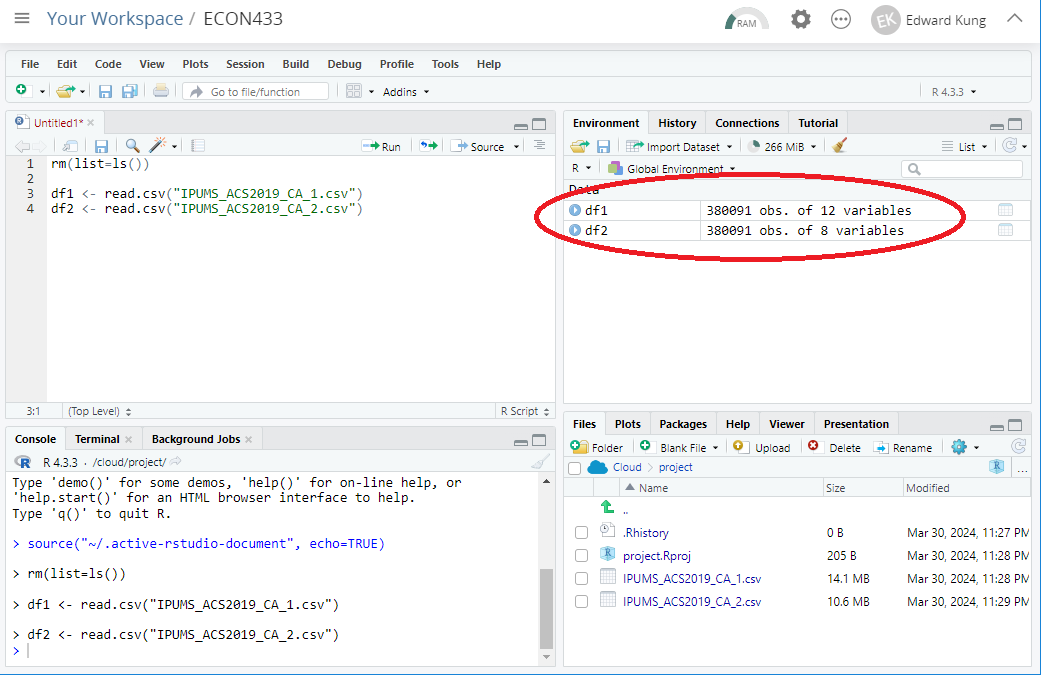 Your Workspace / ECON433
RAM
EK
Edward Kung
File Edit Code View Plots Session Build Debug Profile Tools Help
Go to file/function
Addins
R 4.3.3
Untitled1*
Run
Source
1 rm(list=ls())
2
3 df1 <- read.csv("IPUMS_ACS2019_CA_1.csv")
4 df2 <- read.csv("IPUMS_ACS2019_CA_2.csv")
3:1 (Top Level) R Script
Console Terminal Background Jobs
R R 4.3.3 · /cloud/project/
Type 'demo()' for some demos, 'help()' for on-line help, or
'help.start()' for an HTML browser interface to help.
Type 'q()' to quit R.
> source("~/.active-rstudio-document", echo=TRUE)
> rm(list=ls())
> df1 <- read.csv("IPUMS_ACS2019_CA_1.csv")
> df2 <- read.csv("IPUMS_ACS2019_CA_2.csv")
>
Environment History Connections Tutorial
Import Dataset 266 MiB List
R Global Environment
Data
df1 380091 obs. of 12 variables
df2 380091 obs. of 8 variables
Files Plots Packages Help Viewer Presentation
Folder Blank File Upload Delete Rename
Cloud > project R ...
Name Size Modified
..
.Rhistory 0 B Mar 30, 2024, 11:27 PM
project.Rproj 205 B Mar 30, 2024, 11:28 PM
IPUMS_ACS2019_CA_1.csv 14.1 MB Mar 30, 2024, 11:28 PM
IPUMS_ACS2019_CA_2.csv 10.6 MB Mar 30, 2024, 11:29 PM